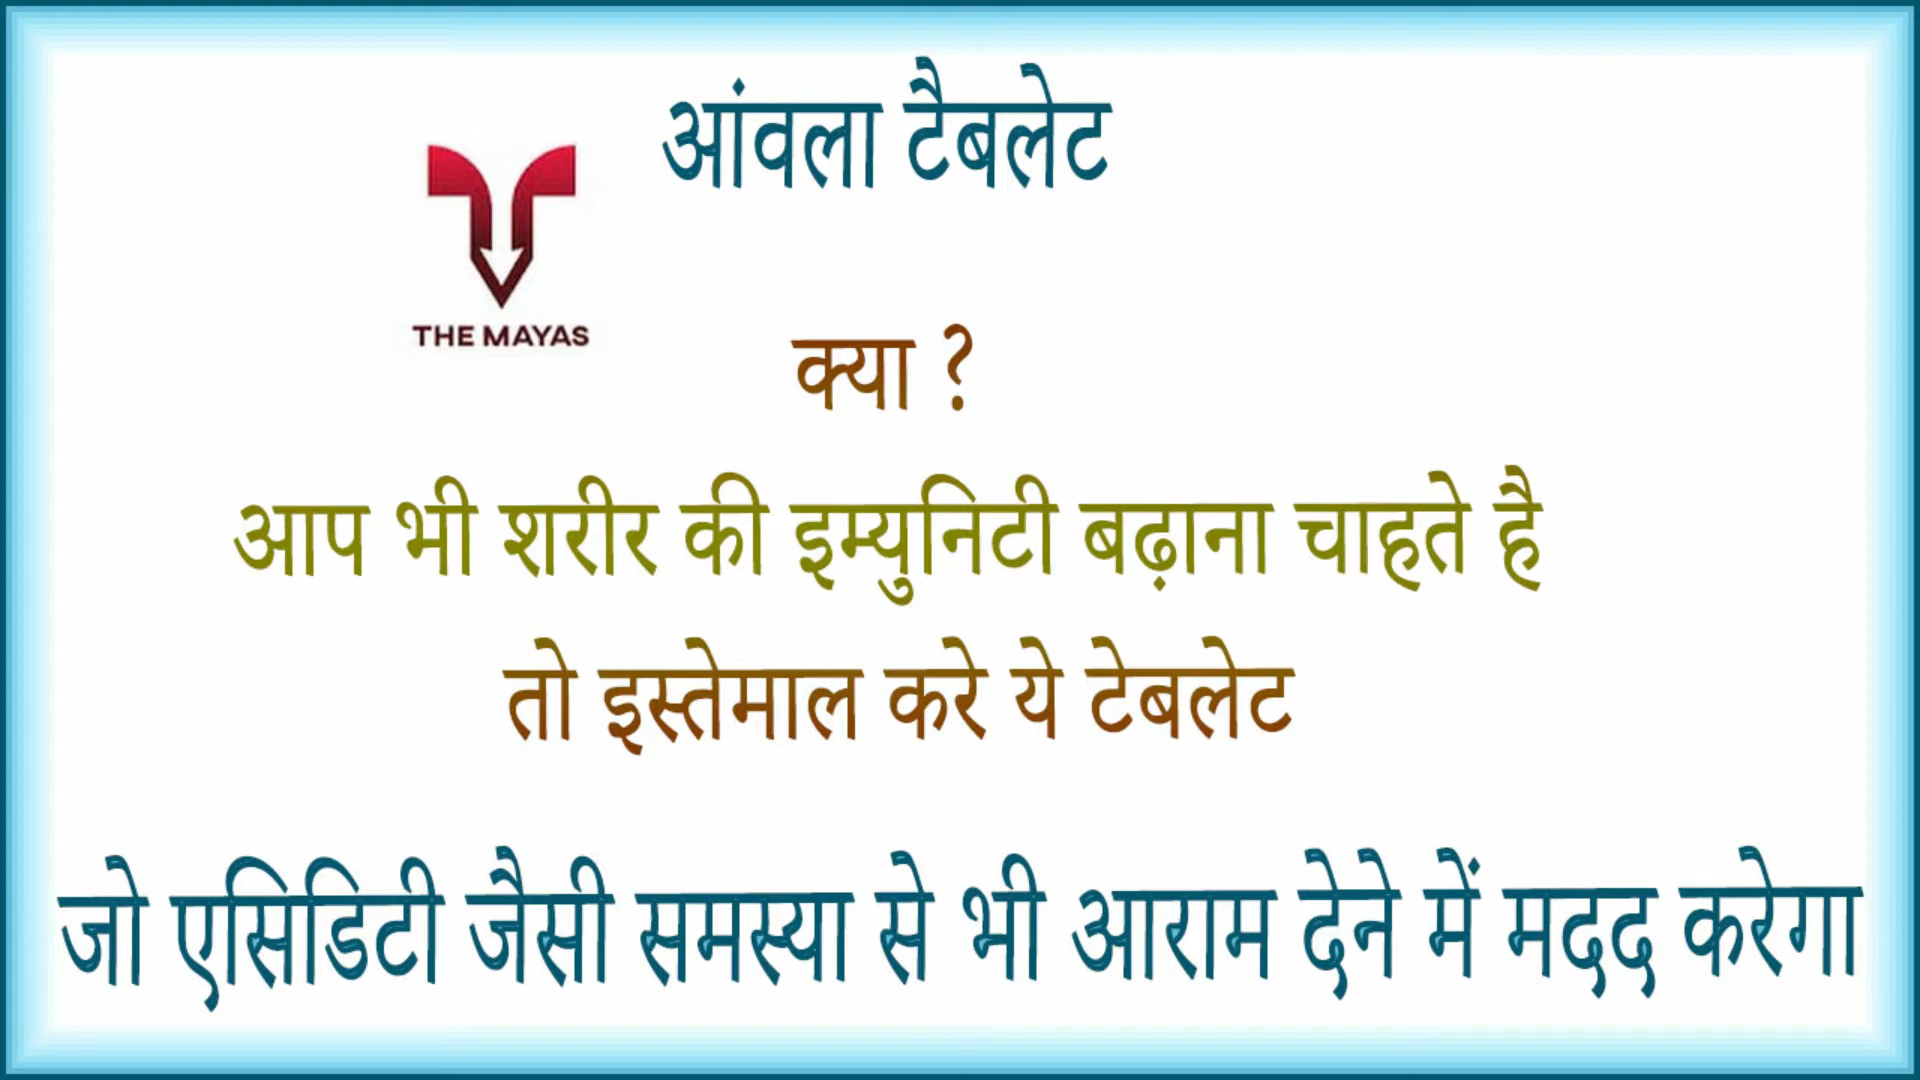 आंवला टैबलेट
THE MAYAS
क्या ?
आप भी शरीर की इम्युनिटी बढ़ाना चाहते है
तो इस्तेमाल करे ये टेबलेट
जो एसिडिटी जैसी समस्या से भी आराम देने में मदद करेगा